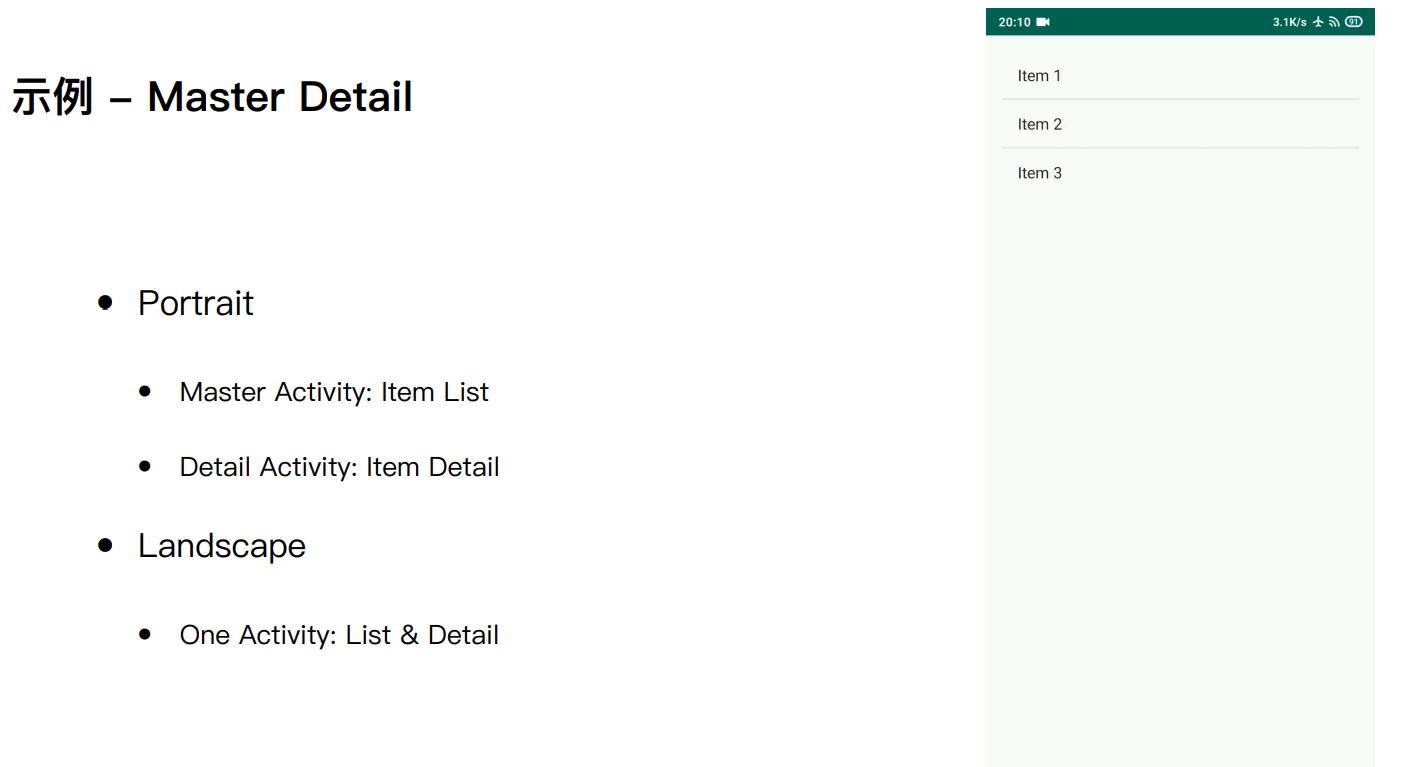 示例 – Master Detail
Portrait
Master Activity: Item List
Detail Activity: Item Detail
Landscape
One Activity: List & Detail
20:10 3.1K/s 91
Item 1
Item 2
Item 3